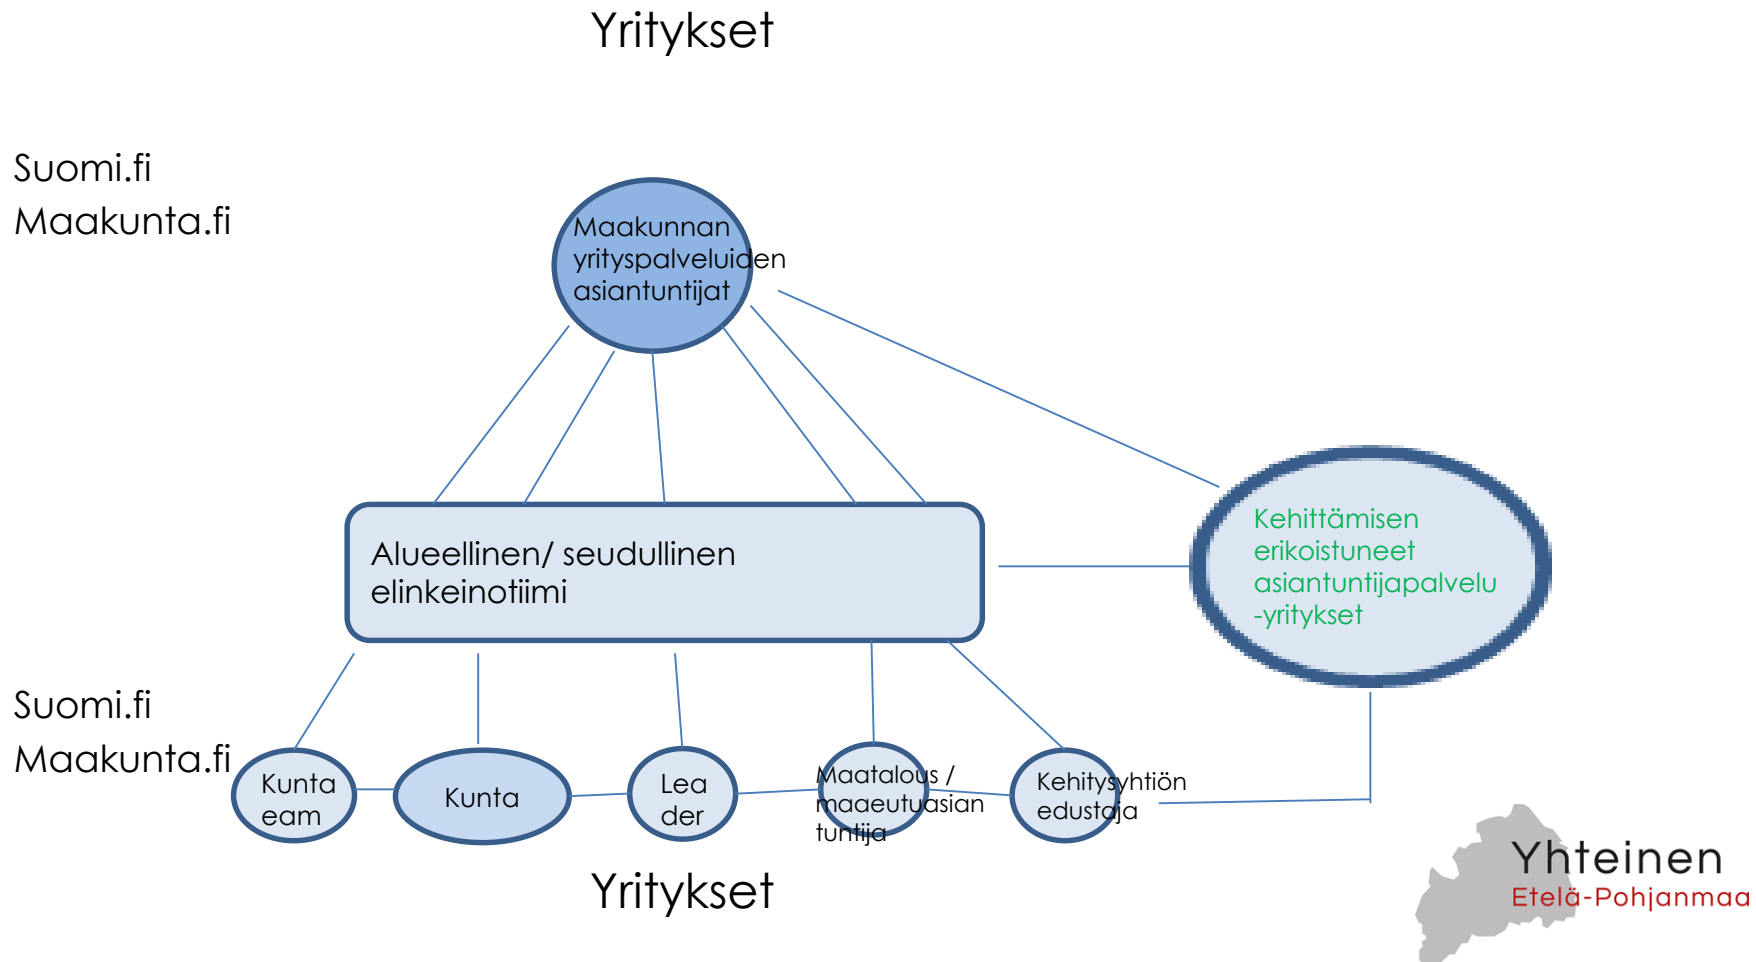 Yritykset
Suomi.fi
Maakunta.fi
Maakunnan
yrityspalveluiden
asiantuntijat
Kehittämisen
erikoistuneet
asiantuntijapalvelu
-yritykset
Alueellinen/ seudullinen
elinkeinotiimi
Suomi.fi
Maakunta.fi
Kunta
eam
Kunta
Lea
der
Maatalous /
maaeutuasian
tuntija
Kehitysyhtiön
edustaja
Yritykset
Yhteinen
Etelä-Pohjanmaa